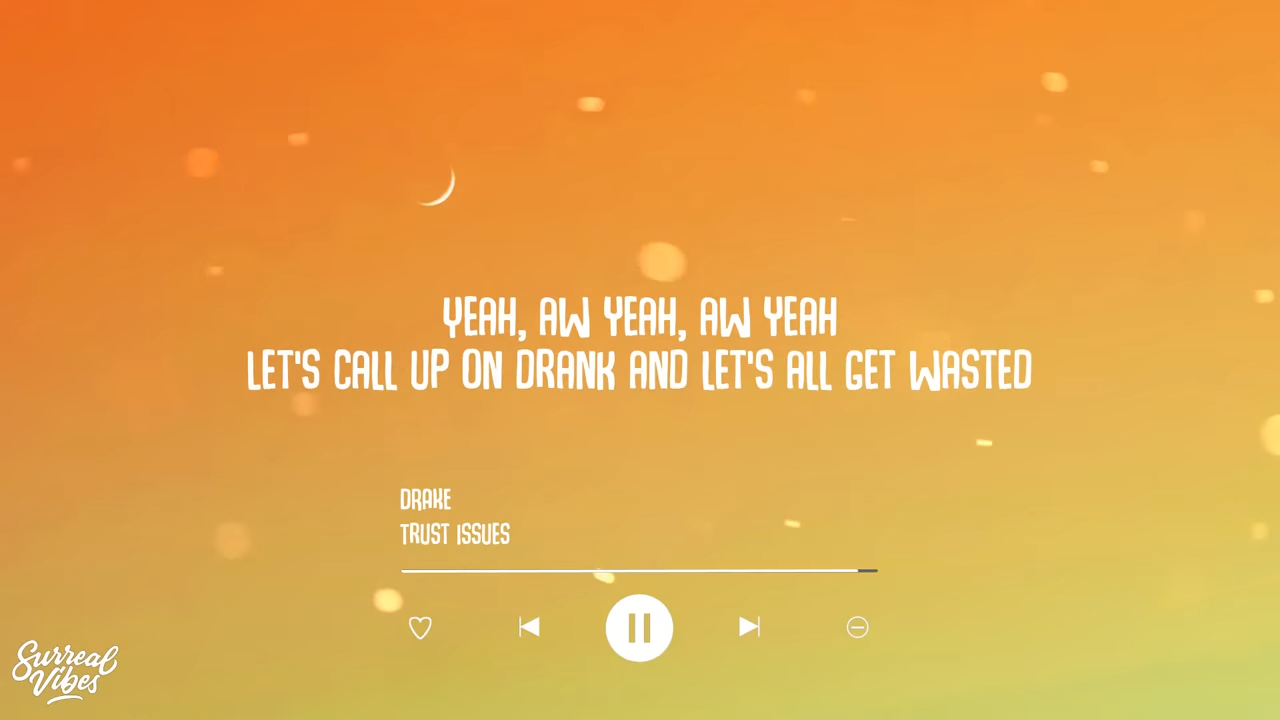 YEAH, AW YEAH, AW YEAH
LET'S CALL UP ON DRANK AND LET'S ALL GET WASTED
DRAKE
TRUST ISSUES
Surreal
Vibes